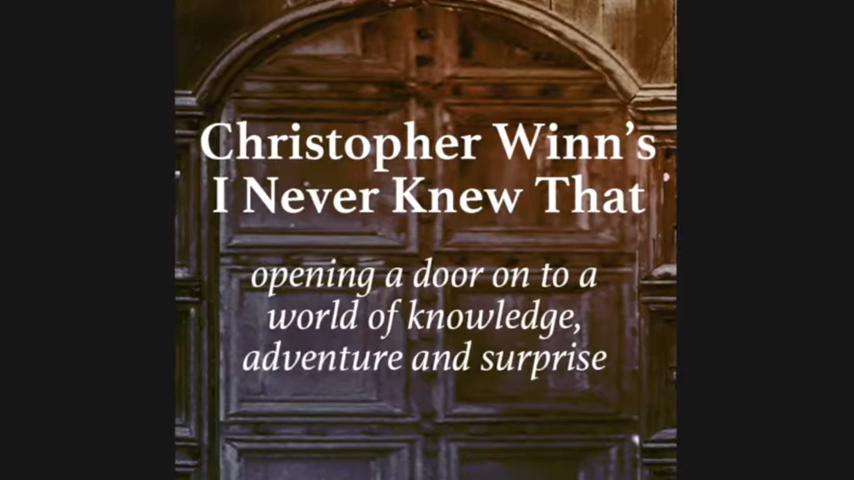 Christopher Winn's
I Never Knew That
opening a door on to a
world of knowledge,
adventure and surprise